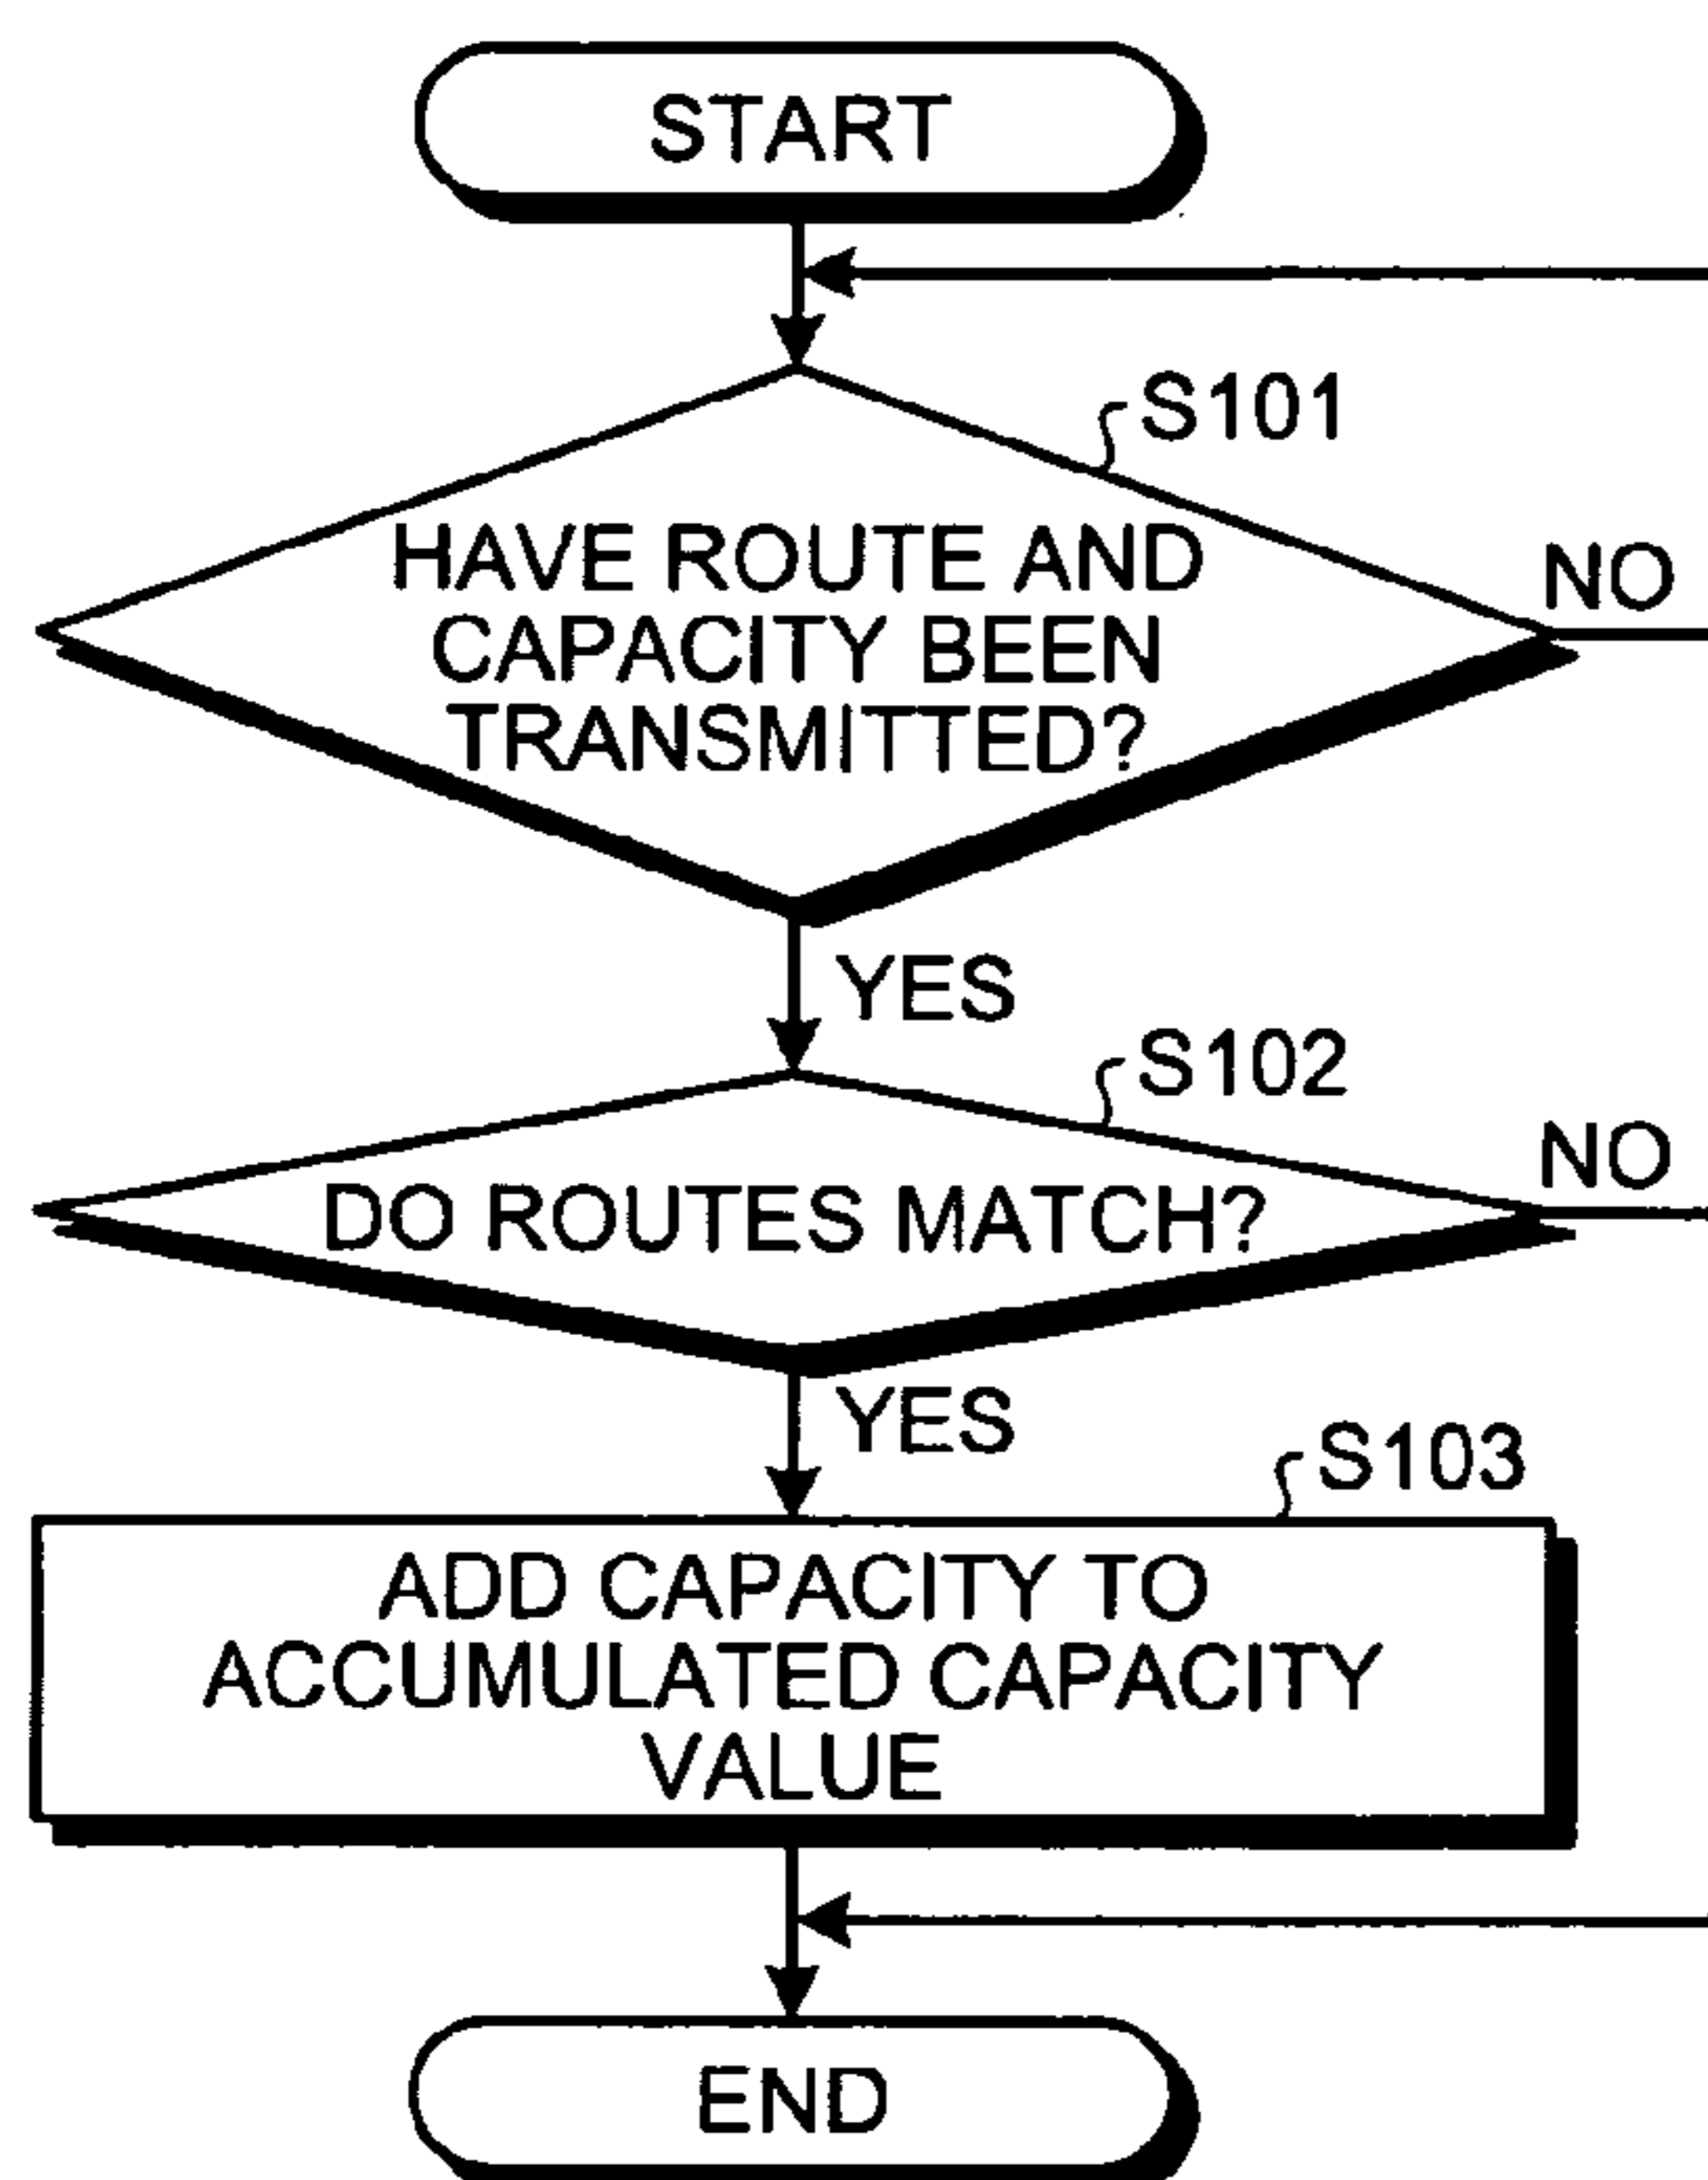 START
S101
HAVE ROUTE AND
CAPACITY BEEN
TRANSMITTED?
NO
YES
S102
DO ROUTES MATCH?
NO
YES
S103
ADD CAPACITY TO
ACCUMULATED CAPACITY
VALUE
END